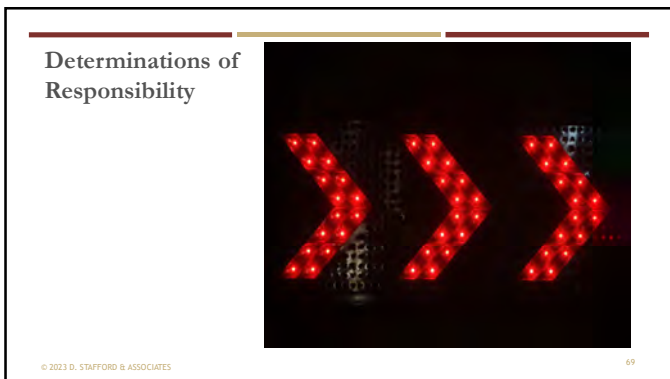 Determinations of
Responsibility
© 2023 D. STAFFORD & ASSOCIATES
69